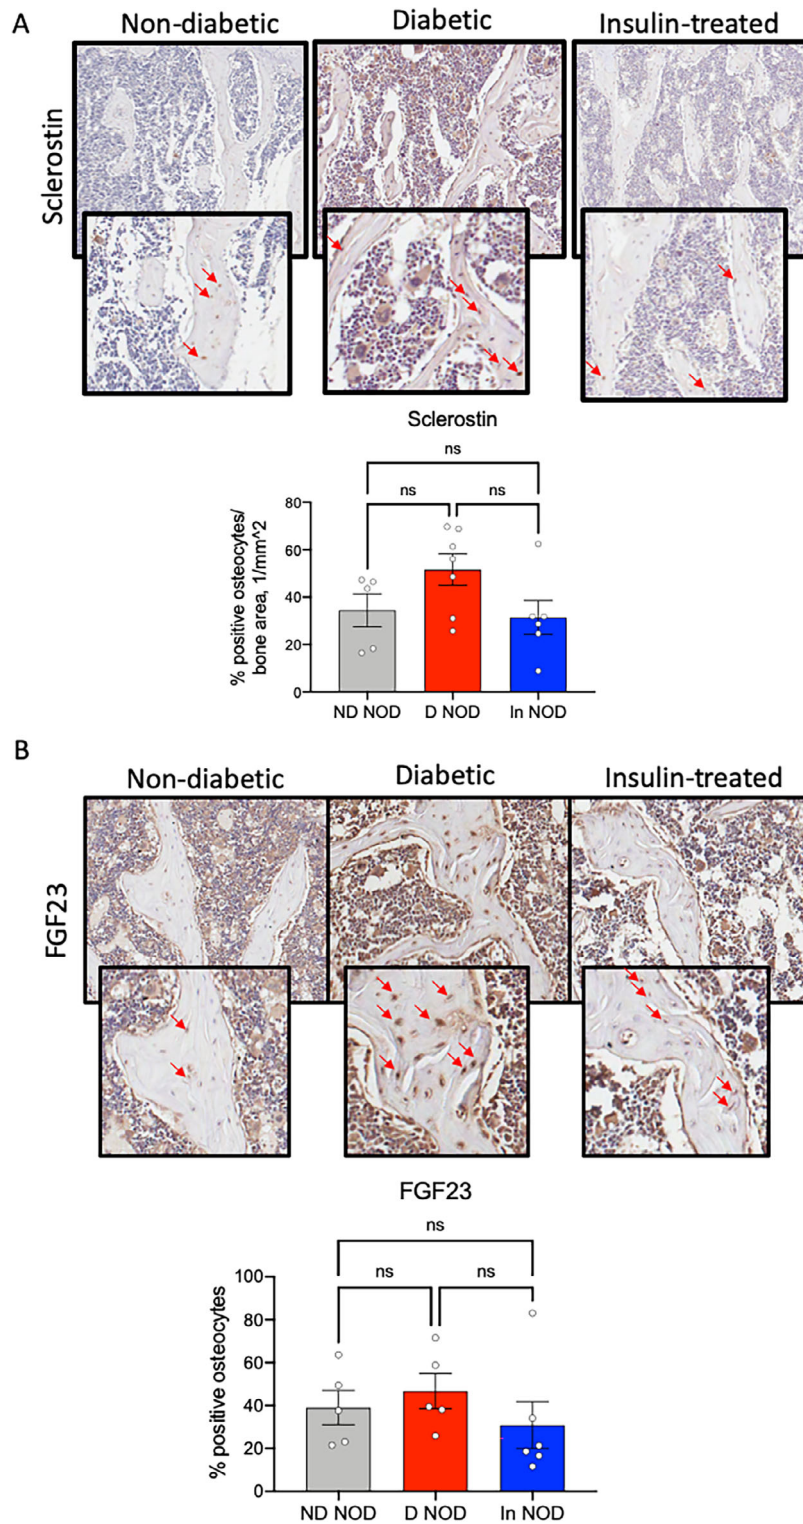 A
Non-diabetic
Diabetic
Insulin-treated
Sclerostin
Sclerostin
ns
ns
ns
% positive osteocytes/
bone area, 1/mm^2
80
60
40
20
0
ND NOD
D NOD
In NOD
B
Non-diabetic
Diabetic
Insulin-treated
FGF23
FGF23
ns
ns
ns
% positive osteocytes
100
80
60
40
20
0
ND NOD
D NOD
In NOD